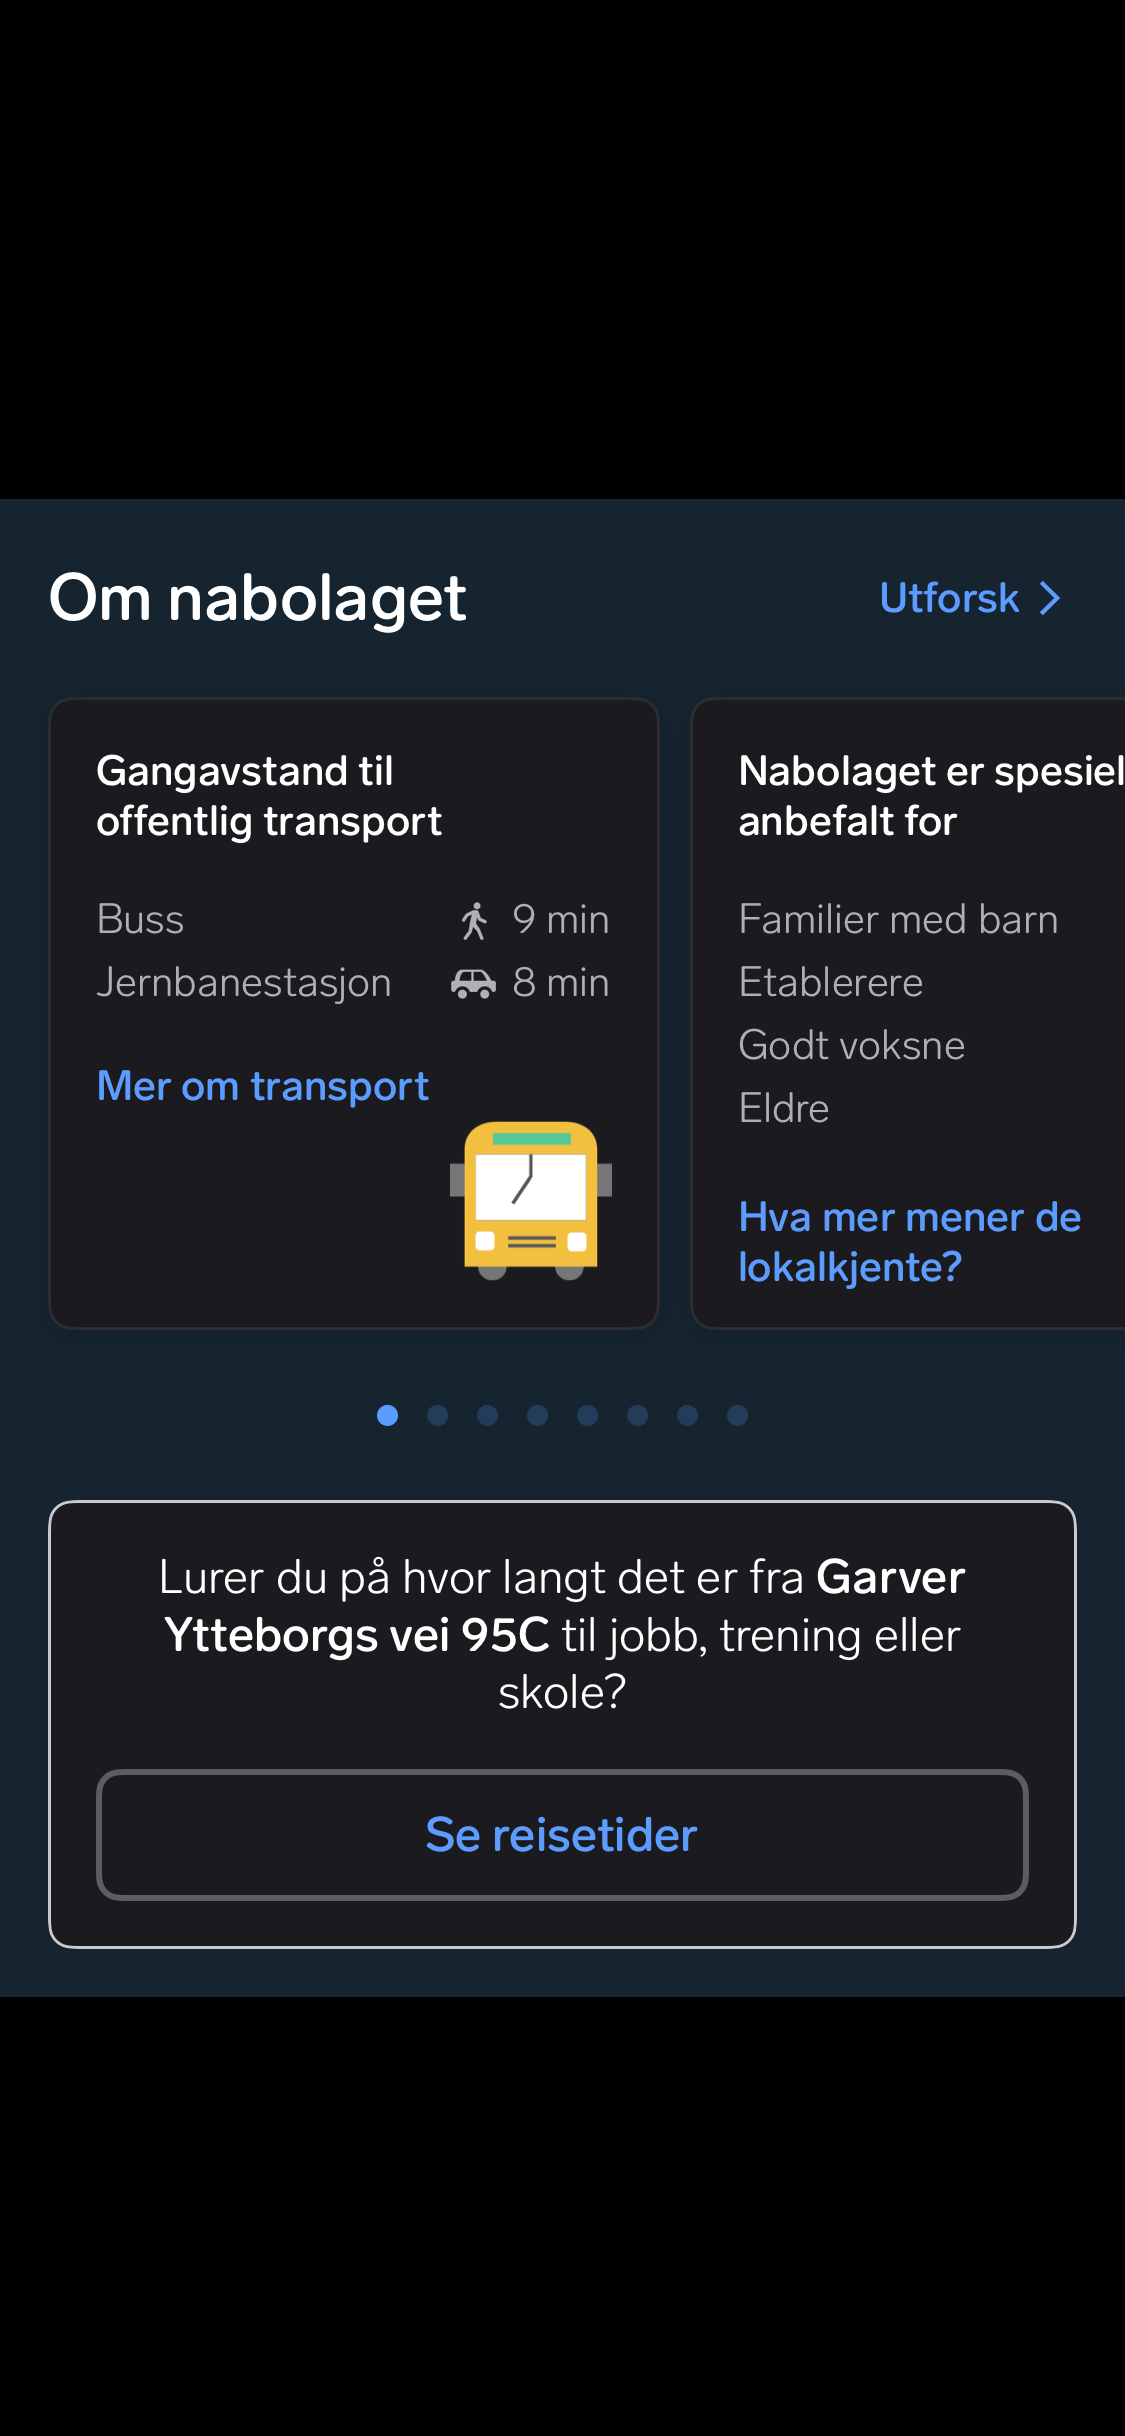 Om nabolaget
Utforsk
Gangavstand til
offentlig transport
Buss 9 min
Jernbanestasjon 8 min
Mer om transport
Nabolaget er spesiel
anbefalt for
Familier med barn
Etablerere
Godt voksne
Eldre
Hva mer mener de
lokalkjente?
Lurer du på hvor langt det er fra Garver
Ytteborgs vei 95C til jobb, trening eller
skole?
Se reisetider